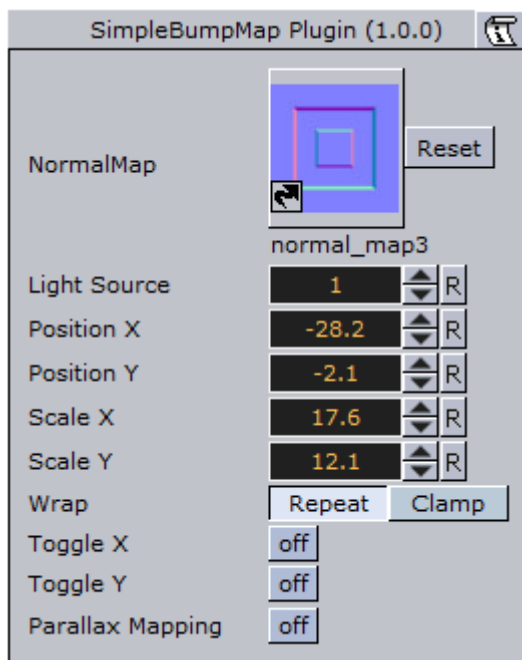 SimpleBumpMap Plugin (1.0.0)
NormalMap
Reset
normal_map3
Light Source 1 R
Position X -28.2 R
Position Y -2.1 R
Scale X 17.6 R
Scale Y 12.1 R
Wrap Repeat Clamp
Toggle X off
Toggle Y off
Parallax Mapping off